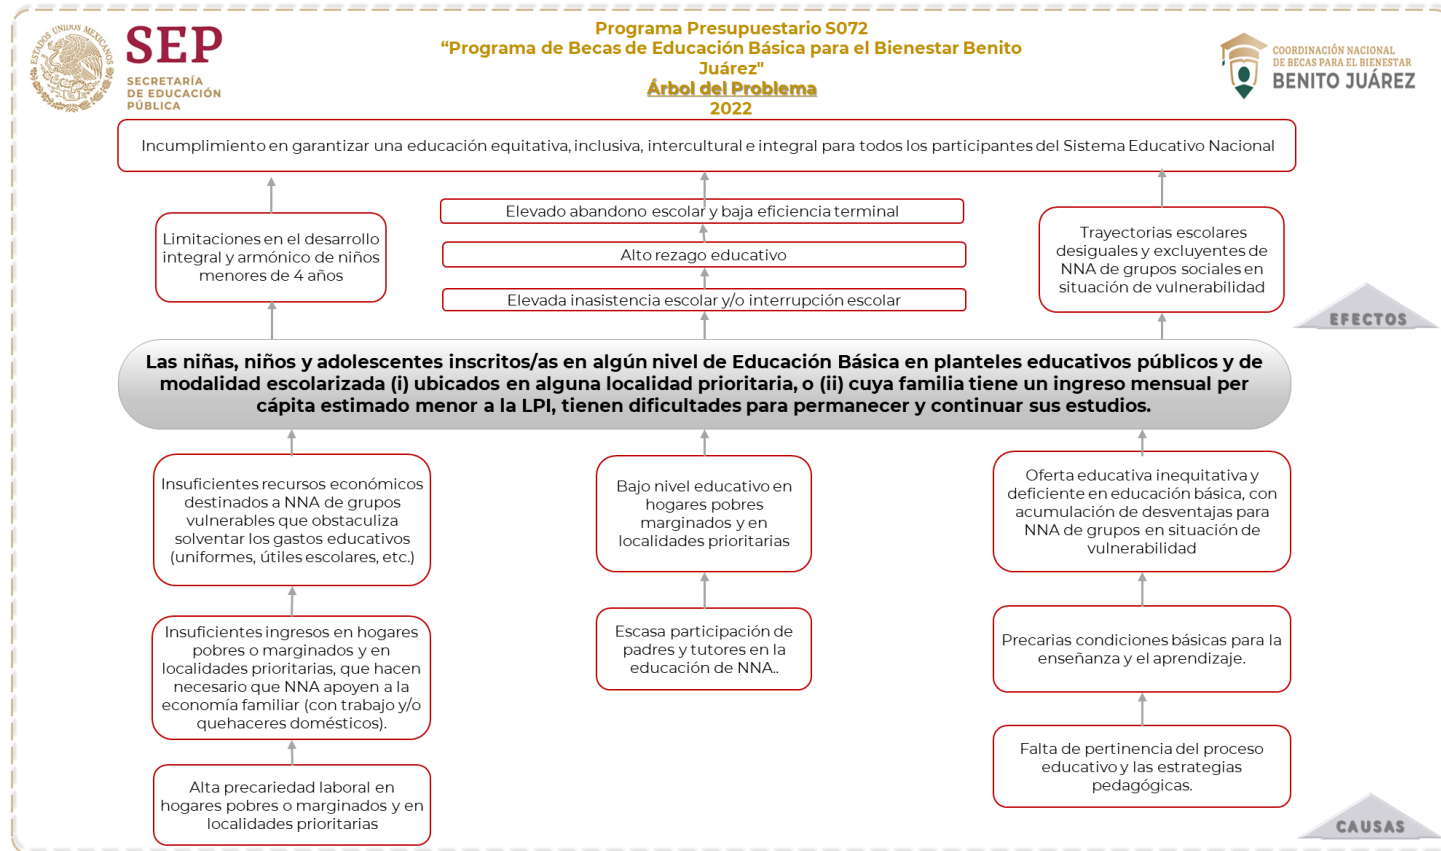 ESTADOS UNIDOS MEXICANOS
SEP
SECRETARÍA
DE EDUCACIÓN
PÚBLICA
Programa Presupuestario S072
“Programa de Becas de Educación Básica para el Bienestar Benito
Juárez"
Árbol del Problema
2022
COORDINACIÓN NACIONAL
DE BECAS PARA EL BIENESTAR
BENITO JUÁREZ
Incumplimiento en garantizar una educación equitativa, inclusiva, intercultural e integral para todos los participantes del Sistema Educativo Nacional
Limitaciones en el desarrollo
integral y armónico de niños
menores de 4 años
Elevado abandono escolar y baja eficiencia terminal
Alto rezago educativo
Elevada inasistencia escolar y/o interrupción escolar
Trayectorias escolares
desiguales y excluyentes de
NNA de grupos sociales en
situación de vulnerabilidad
EFECTOS
Las niñas, niños y adolescentes inscritos/as en algún nivel de Educación Básica en planteles educativos públicos y de
modalidad escolarizada (i) ubicados en alguna localidad prioritaria, o (ii) cuya familia tiene un ingreso mensual per
cápita estimado menor a la LPI, tienen dificultades para permanecer y continuar sus estudios.
Insuficientes recursos económicos
destinados a NNA de grupos
vulnerables que obstaculiza
solventar los gastos educativos
(uniformes, útiles escolares, etc.)
Bajo nivel educativo en
hogares pobres
marginados y en
localidades prioritarias
Oferta educativa inequitativa y
deficiente en educación básica, con
acumulación de desventajas para
NNA de grupos en situación de
vulnerabilidad
Insuficientes ingresos en hogares
pobres o marginados y en
localidades prioritarias, que hacen
necesario que NNA apoyen a la
economía familiar (con trabajo y/o
quehaceres domésticos).
Escasa participación de
padres y tutores en la
educación de NNA..
Precarias condiciones básicas para la
enseñanza y el aprendizaje.
Alta precariedad laboral en
hogares pobres o marginados y en
localidades prioritarias
Falta de pertinencia del proceso
educativo y las estrategias
pedagógicas.
CAUSAS